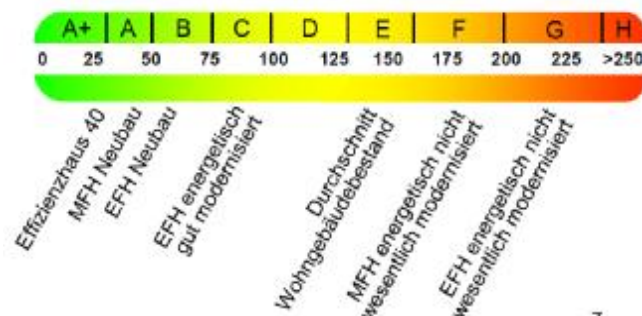 A+ A B C D E F G H
0 25 50 75 100 125 150 175 200 225 >250
Effizienzhaus 40
MFH Neubau
EFH Neubau
EFH energetisch
gut modernisiert
Durchschnitt
Wohngebäudebestand
MFH energetisch nicht
wesentlich modernisiert
EFH energetisch nicht
wesentlich modernisiert
7